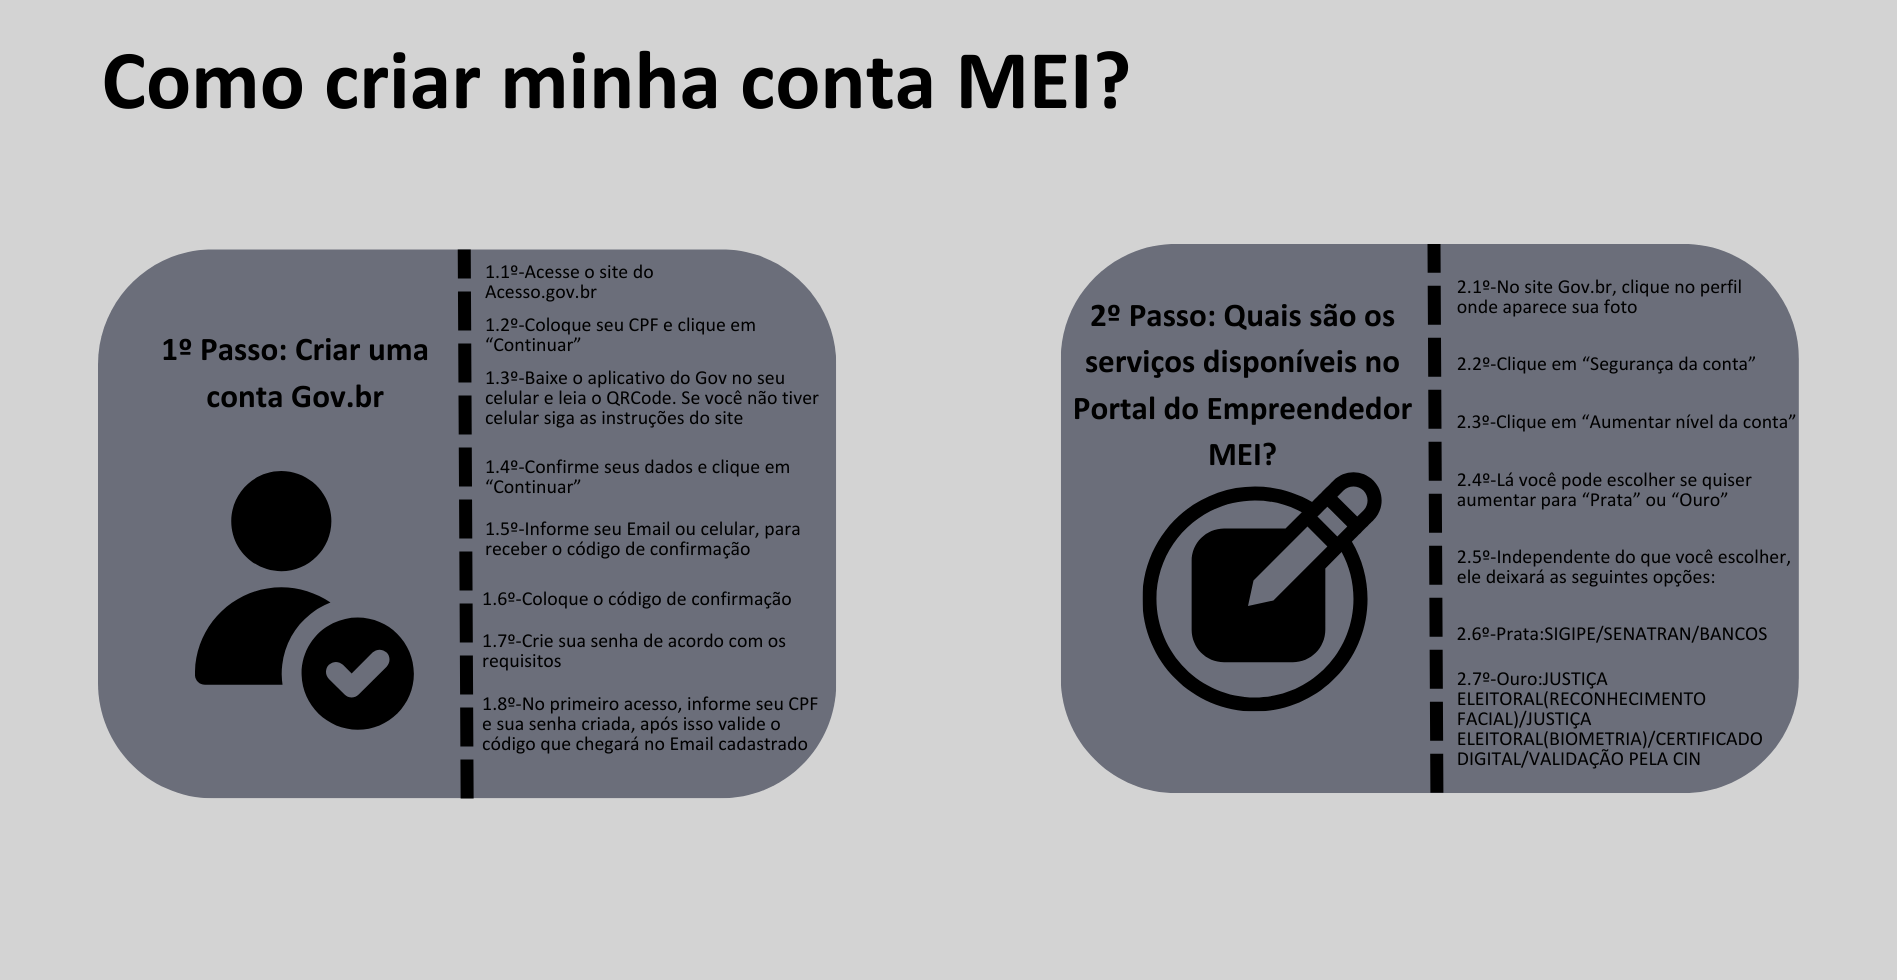 Como criar minha conta MEI?
1º Passo: Criar uma
conta Gov.br
1.1º-Acesse o site do
Acesso.gov.br
1.2º-Coloque seu CPF e clique em
“Continuar”
1.3º-Baixe o aplicativo do Gov no seu
celular e leia o QRCode. Se você não tiver
celular siga as instruções do site
1.4º-Confirme seus dados e clique em
“Continuar”
1.5º-Informe seu Email ou celular, para
receber o código de confirmação
1.6º-Coloque o código de confirmação
1.7º-Crie sua senha de acordo com os
requisitos
1.8º-No primeiro acesso, informe seu CPF
e sua senha criada, após isso valide o
código que chegará no Email cadastrado
2º Passo: Quais são os
serviços disponíveis no
Portal do Empreendedor
MEI?
2.1º-No site Gov.br, clique no perfil
onde aparece sua foto
2.2º-Clique em “Segurança da conta”
2.3º-Clique em “Aumentar nível da conta”
2.4º-Lá você pode escolher se quiser
aumentar para “Prata” ou “Ouro”
2.5º-Independente do que você escolher,
ele deixará as seguintes opções:
2.6º-Prata:SIGIPE/SENATRAN/BANCOS
2.7º-Ouro:JUSTIÇA
ELEITORAL(RECONHECIMENTO
FACIAL)/JUSTIÇA
ELEITORAL(BIOMETRIA)/CERTIFICADO
DIGITAL/VALIDAÇÃO PELA CIN